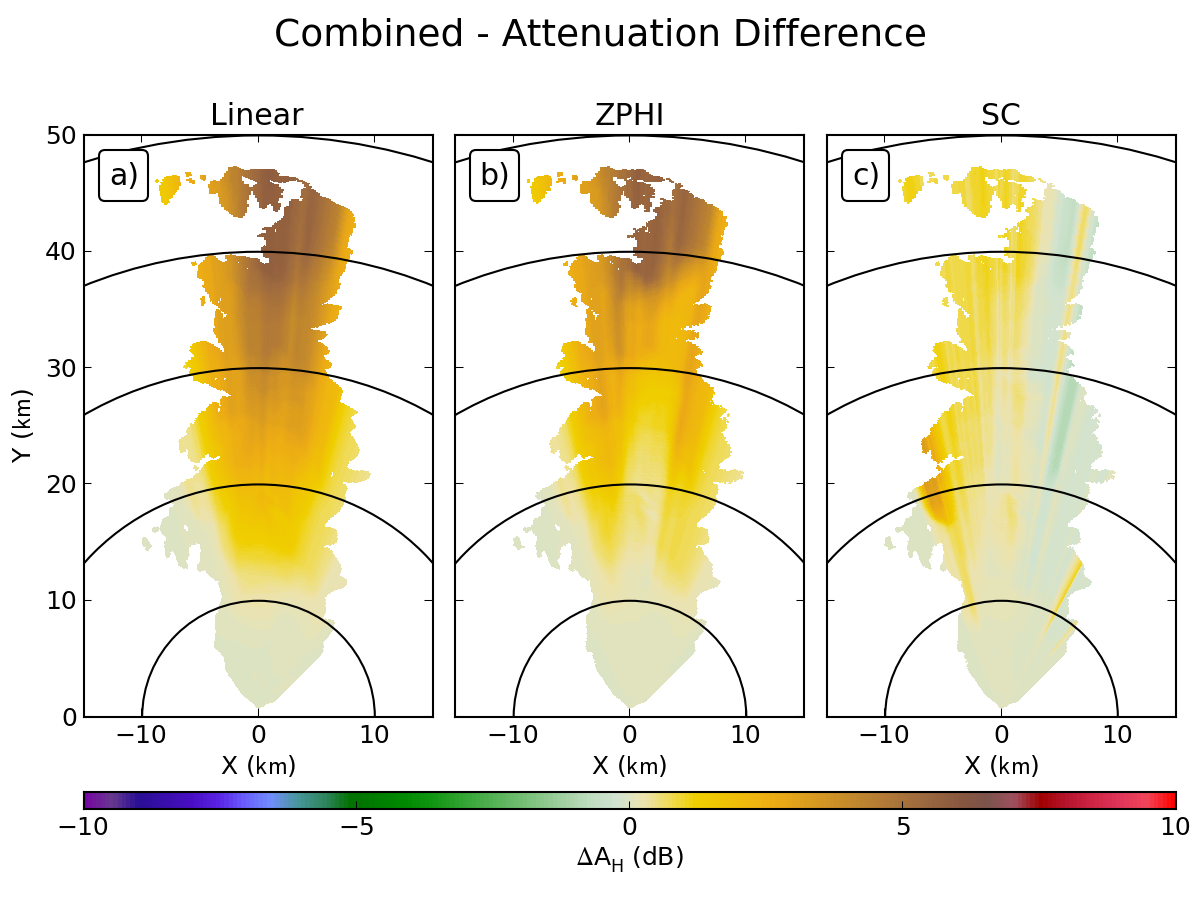 Combined - Attenuation Difference
Linear ZPHI SC
a) b) c)
50
40
30
20
10
0
Y (km)
−10 0 10 −10 0 10 −10 0 10
X (km) X (km) X (km)
−10 −5 0 5 10
ΔA_H (dB)